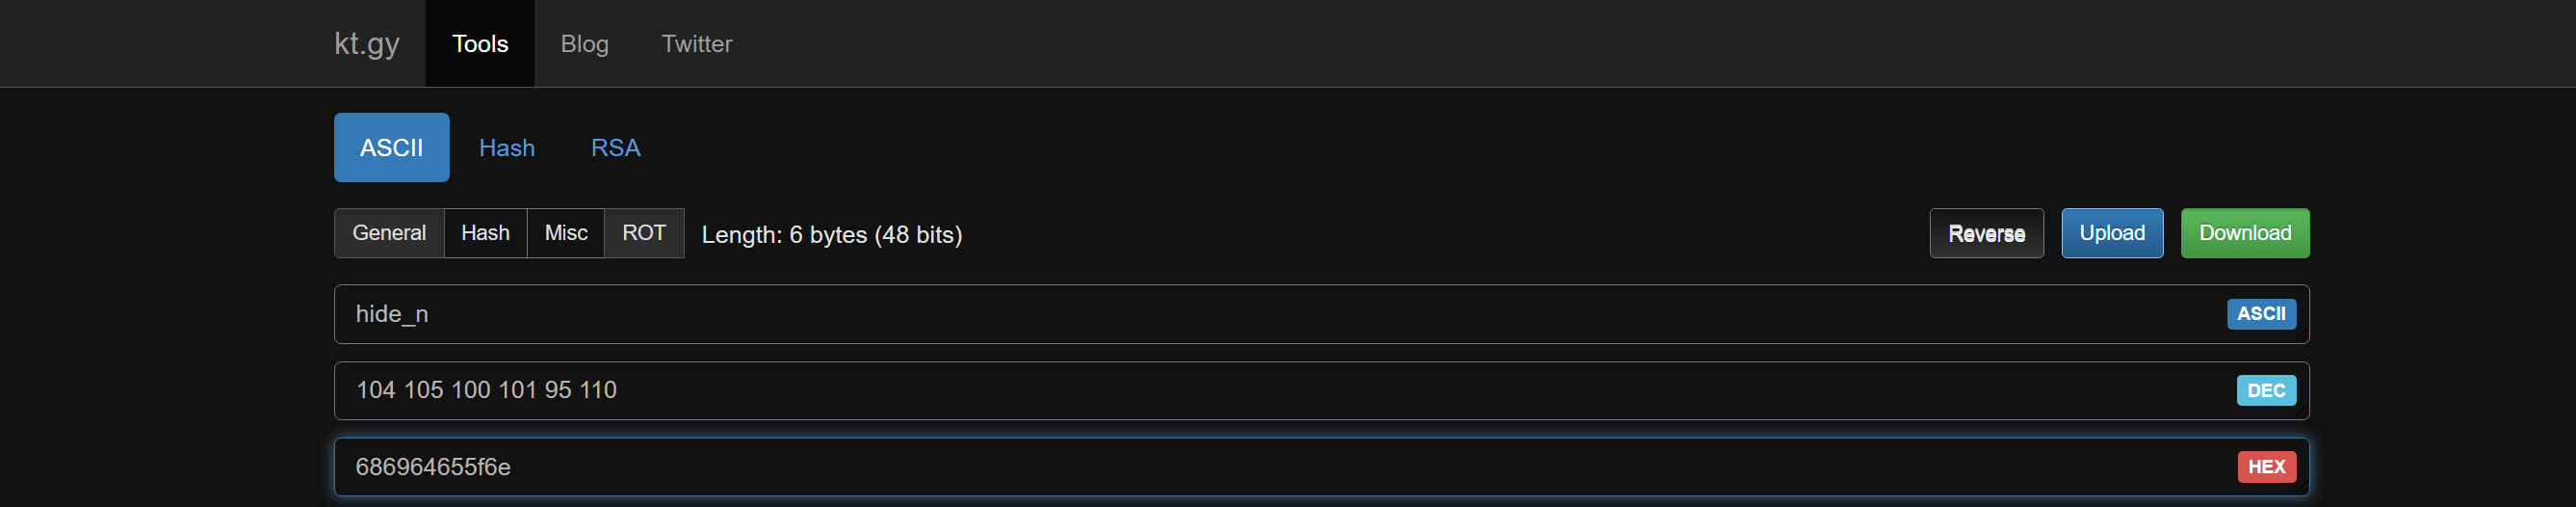 kt.gy Tools Blog Twitter
ASCII Hash RSA
General Hash Misc ROT Length: 6 bytes (48 bits) Reverse Upload Download
hide_n ASCII
104 105 100 101 95 110 DEC
686964655f6e HEX